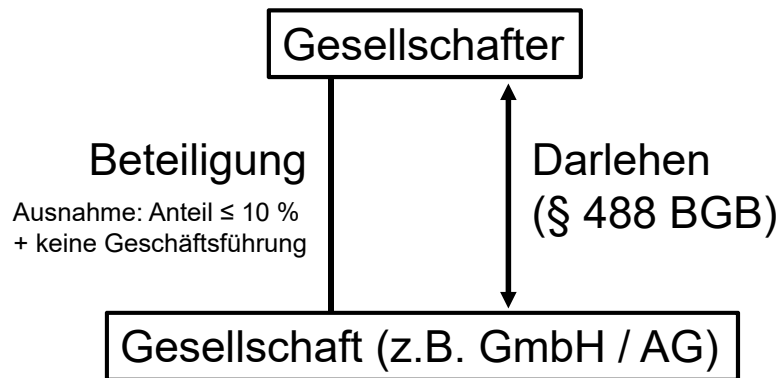 Gesellschafter
Beteiligung
Ausnahme: Anteil ≤ 10 %
+ keine Geschäftsführung
Darlehen
(§ 488 BGB)
Gesellschaft (z.B. GmbH / AG)